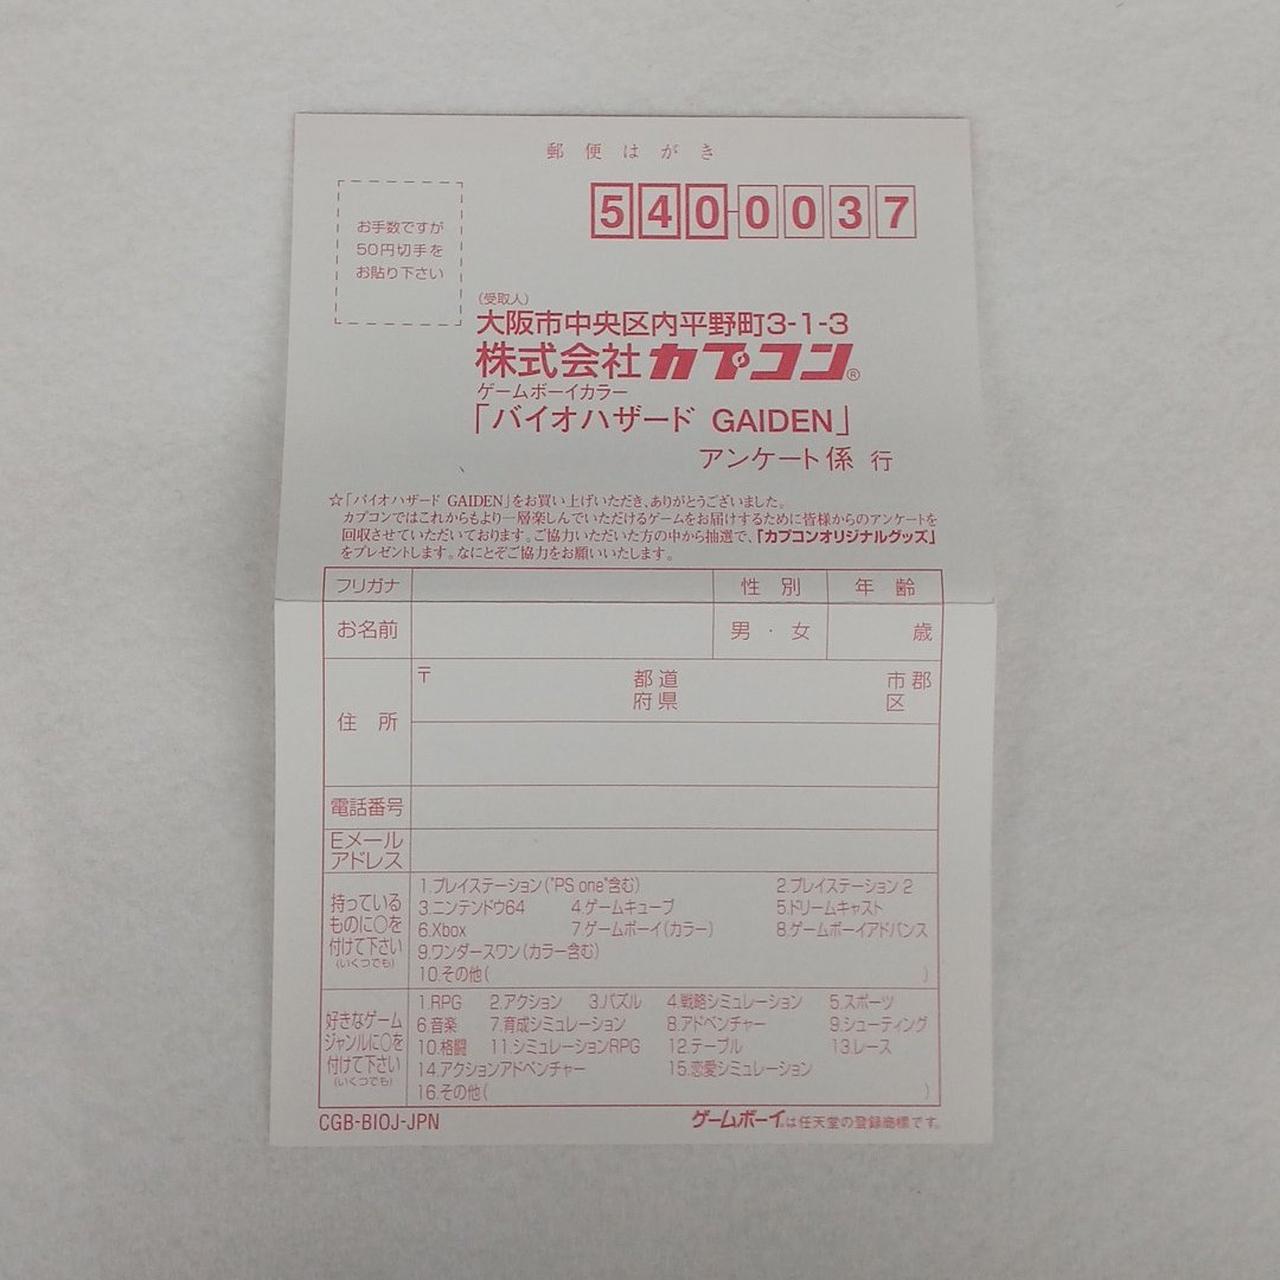 郵便はがき
お手数ですが
50円切手を
お貼り下さい
540-0037
(受取人)
大阪市中央区内平野町3-1-3
株式会社カプコン®
ゲームボーイカラー
「バイオハザード GAIDEN」
アンケート係 行
☆「バイオハザード GAIDEN」をお買い上げいただき、ありがとうございました。
カプコンではこれからもより一層楽しんでいただけるゲームをお届けするために皆様からのアンケートを
回収させていただいております。ご協力いただいた方の中から抽選で、「カプコンオリジナルグッズ」
をプレゼントします。なにとぞご協力をお願いいたします。
フリガナ 性別 年齢
お名前 男・女 歳
住所 〒 都道府県 市郡区
電話番号
Eメール
アドレス
持っている
ものに○を
付けて下さい
(いくつでも)
1.プレイステーション("PS one"含む) 2.プレイステーション2
3.ニンテンドウ64 4.ゲームキューブ 5.ドリームキャスト
6.Xbox 7.ゲームボーイ(カラー) 8.ゲームボーイアドバンス
9.ワンダースワン(カラー含む)
10.その他( )
好きなゲーム
ジャンルに○を
付けて下さい
(いくつでも)
1.RPG 2.アクション 3.パズル 4.戦略シミュレーション 5.スポーツ
6.音楽 7.育成シミュレーション 8.アドベンチャー 9.シューティング
10.格闘 11.シミュレーションRPG 12.テーブル 13.レース
14.アクションアドベンチャー 15.恋愛シミュレーション
16.その他( )
CGB-BIOJ-JPN
ゲームボーイ®は任天堂の登録商標です。